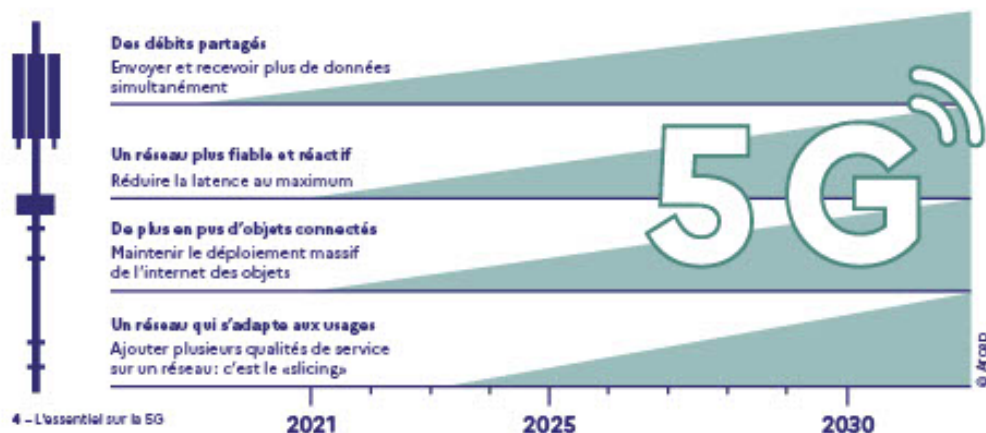 Des débits partagés
Envoyer et recevoir plus de données
simultanément
Un réseau plus fiable et réactif
Réduire la latence au maximum
De plus en pus d'objets connectés
Maintenir le déploiement massif
de l'internet des objets
Un réseau qui s'adapte aux usages
Ajouter plusieurs qualités de service
sur un réseau : c'est le «slicing»
5G
© Arcep
4 – L'essentiel sur la 5G
2021
2025
2030